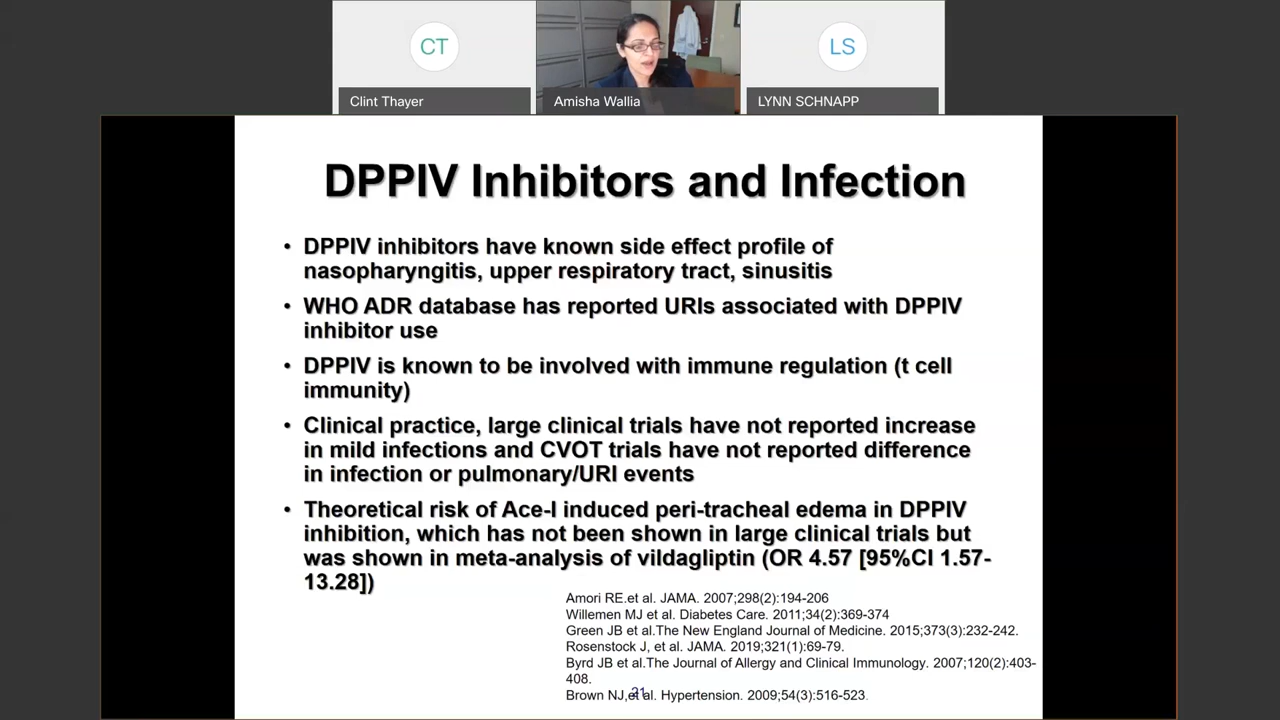 CT
LS
Clint Thayer
Amisha Wallia
LYNN SCHNAPP
DPPIV Inhibitors and Infection
• DPPIV inhibitors have known side effect profile of
nasopharyngitis, upper respiratory tract, sinusitis
• WHO ADR database has reported URIs associated with DPPIV
inhibitor use
• DPPIV is known to be involved with immune regulation (t cell
immunity)
• Clinical practice, large clinical trials have not reported increase
in mild infections and CVOT trials have not reported difference
in infection or pulmonary/URI events
• Theoretical risk of Ace-I induced peri-tracheal edema in DPPIV
inhibition, which has not been shown in large clinical trials but
was shown in meta-analysis of vildagliptin (OR 4.57 [95%CI 1.57-
13.28])
Amori RE.et al. JAMA. 2007;298(2):194-206
Willemen MJ et al. Diabetes Care. 2011;34(2):369-374
Green JB et al.The New England Journal of Medicine. 2015;373(3):232-242.
Rosenstock J, et al. JAMA. 2019;321(1):69-79.
Byrd JB et al.The Journal of Allergy and Clinical Immunology. 2007;120(2):403-
408.
Brown NJ,et al. Hypertension. 2009;54(3):516-523.
21